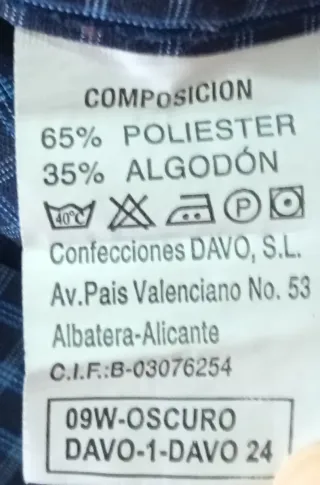 COMPOSICION
65% POLIESTER
35% ALGODÓN
40°C P
Confecciones DAVO, S.L.
Av.Pais Valenciano No. 53
Albatera-Alicante
C.I.F.:B-03076254
09W-OSCURO
DAVO-1-DAVO 24